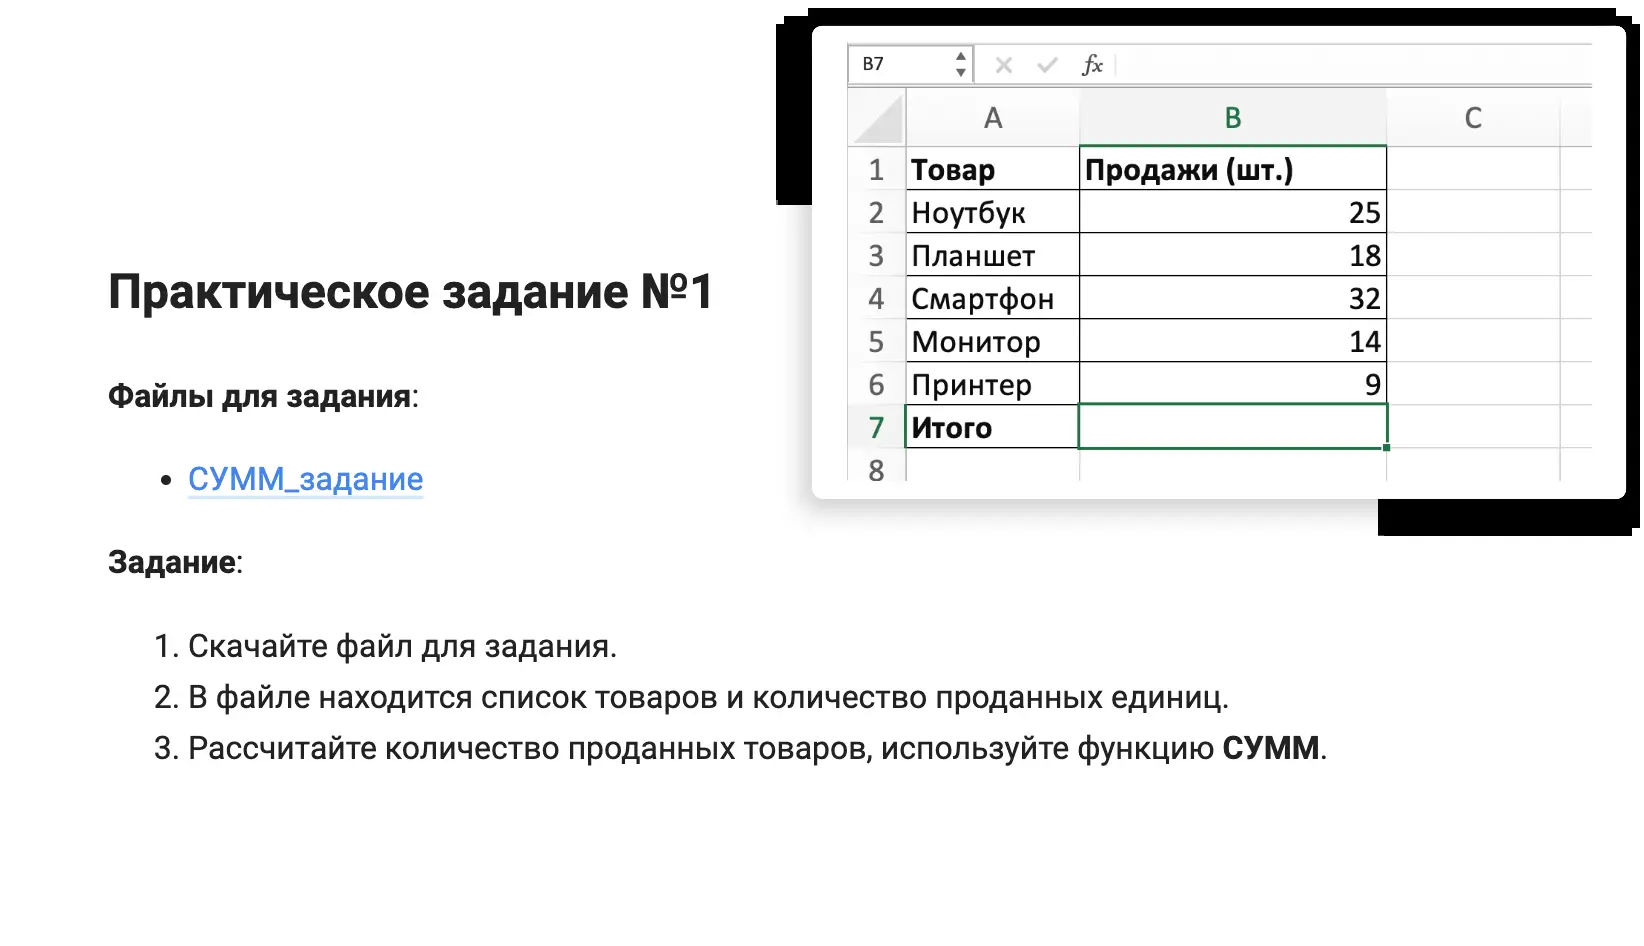 B7 fx
A B C
1 Товар Продажи (шт.)
2 Ноутбук 25
3 Планшет 18
4 Смартфон 32
5 Монитор 14
6 Принтер 9
7 Итого
8
Практическое задание №1
Файлы для задания:
• СУММ_задание
Задание:
1. Скачайте файл для задания.
2. В файле находится список товаров и количество проданных единиц.
3. Рассчитайте количество проданных товаров, используйте функцию СУММ.